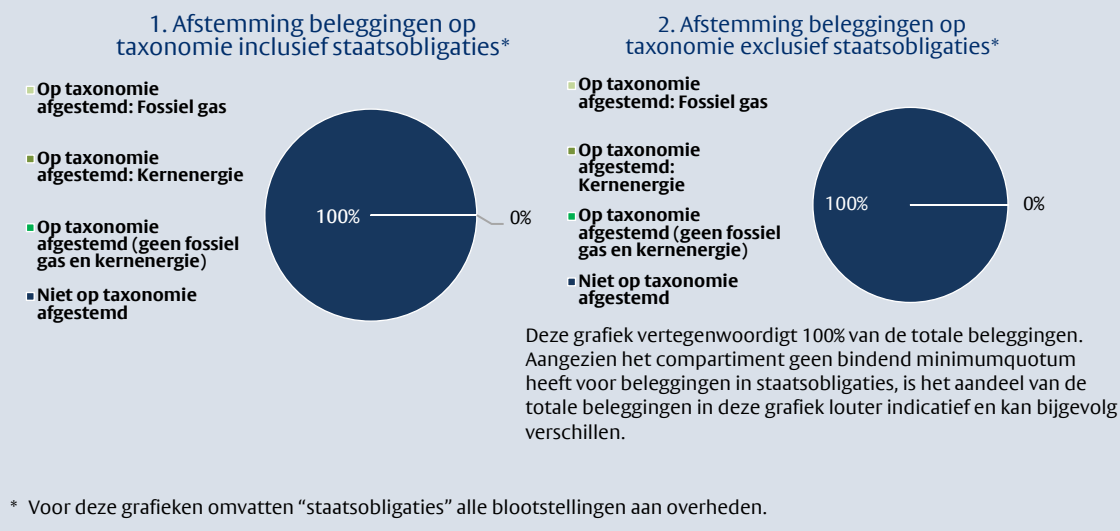 1. Afstemming beleggingen op
taxonomie inclusief staatsobligaties*
Op taxonomie
afgestemd: Fossiel gas
Op taxonomie
afgestemd: Kernenergie
Op taxonomie
afgestemd (geen fossiel
gas en kernenergie)
Niet op taxonomie
afgestemd
100%
0%
2. Afstemming beleggingen op
taxonomie exclusief staatsobligaties*
Op taxonomie
afgestemd: Fossiel gas
Op taxonomie
afgestemd:
Kernenergie
Op taxonomie
afgestemd (geen fossiel
gas en kernenergie)
Niet op taxonomie
afgestemd
100%
0%
Deze grafiek vertegenwoordigt 100% van de totale beleggingen.
Aangezien het compartiment geen bindend minimumquotum
heeft voor beleggingen in staatsobligaties, is het aandeel van de
totale beleggingen in deze grafiek louter indicatief en kan bijgevolg
verschillen.
* Voor deze grafieken omvatten “staatsobligaties” alle blootstellingen aan overheden.